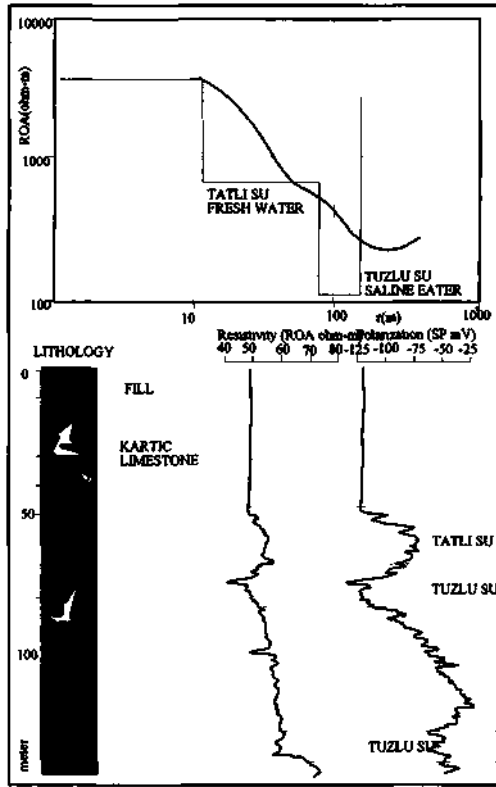 10000
ROA(ohm-m)
1000
TATLI SU
FRESH WATER
TUZLU SU
SALINE EATER
100
10
100
1000
Resistivity (ROA ohm-m)olarization (SP mV)
LITHOLOGY
40 50 60 70 80 -125 -100 -75 -50 -25
0
FILL
KARTIC
LIMESTONE
50
TATLI SU
TUZLU SU
100
TUZLU SU
meter